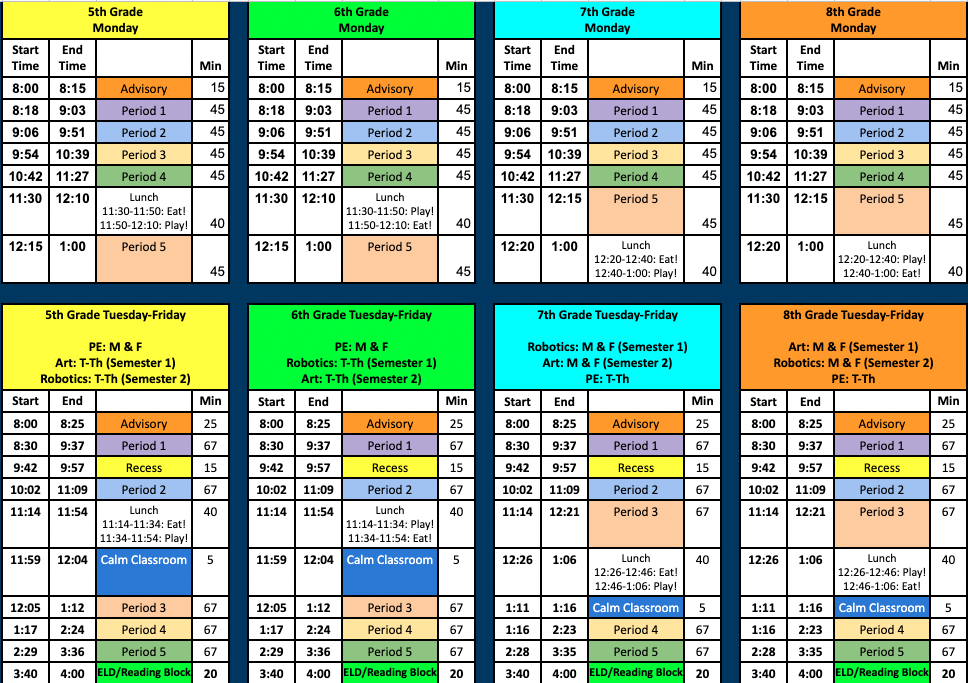 5th Grade
Monday
Start Time End Time Min
8:00 8:15 Advisory 15
8:18 9:03 Period 1 45
9:06 9:51 Period 2 45
9:54 10:39 Period 3 45
10:42 11:27 Period 4 45
11:30 12:10 Lunch
11:30-11:50: Eat!
11:50-12:10: Play! 40
12:15 1:00 Period 5 45
6th Grade
Monday
Start Time End Time Min
8:00 8:15 Advisory 15
8:18 9:03 Period 1 45
9:06 9:51 Period 2 45
9:54 10:39 Period 3 45
10:42 11:27 Period 4 45
11:30 12:10 Lunch
11:30-11:50: Play!
11:50-12:10: Eat! 40
12:15 1:00 Period 5 45
7th Grade
Monday
Start Time End Time Min
8:00 8:15 Advisory 15
8:18 9:03 Period 1 45
9:06 9:51 Period 2 45
9:54 10:39 Period 3 45
10:42 11:27 Period 4 45
11:30 12:15 Period 5 45
12:20 1:00 Lunch
12:20-12:40: Eat!
12:40-1:00: Play! 40
8th Grade
Monday
Start Time End Time Min
8:00 8:15 Advisory 15
8:18 9:03 Period 1 45
9:06 9:51 Period 2 45
9:54 10:39 Period 3 45
10:42 11:27 Period 4 45
11:30 12:15 Period 5 45
12:20 1:00 Lunch
12:20-12:40: Play!
12:40-1:00: Eat! 40
5th Grade Tuesday-Friday
PE: M & F
Art: T-Th (Semester 1)
Robotics: T-Th (Semester 2)
Start End Min
8:00 8:25 Advisory 25
8:30 9:37 Period 1 67
9:42 9:57 Recess 15
10:02 11:09 Period 2 67
11:14 11:54 Lunch 40
11:14-11:34: Eat!
11:34-11:54: Play!
11:59 12:04 Calm Classroom 5
12:05 1:12 Period 3 67
1:17 2:24 Period 4 67
2:29 3:36 Period 5 67
3:40 4:00 ELD/Reading Block 20
6th Grade Tuesday-Friday
PE: M & F
Robotics: T-Th (Semester 1)
Art: T-Th (Semester 2)
Start End Min
8:00 8:25 Advisory 25
8:30 9:37 Period 1 67
9:42 9:57 Recess 15
10:02 11:09 Period 2 67
11:14 11:54 Lunch 40
11:14-11:34: Play!
11:34-11:54: Eat!
11:59 12:04 Calm Classroom 5
12:05 1:12 Period 3 67
1:17 2:24 Period 4 67
2:29 3:36 Period 5 67
3:40 4:00 ELD/Reading Block 20
7th Grade Tuesday-Friday
Robotics: M & F (Semester 1)
Art: M & F (Semester 2)
PE: T-Th
Start End Min
8:00 8:25 Advisory 25
8:30 9:37 Period 1 67
9:42 9:57 Recess 15
10:02 11:09 Period 2 67
11:14 12:21 Period 3 67
12:26 1:06 Lunch 40
12:26-12:46: Eat!
12:46-1:06: Play!
1:11 1:16 Calm Classroom 5
1:16 2:23 Period 4 67
2:28 3:35 Period 5 67
3:40 4:00 ELD/Reading Block 20
8th Grade Tuesday-Friday
Art: M & F (Semester 1)
Robotics: M & F (Semester 2)
PE: T-Th
Start End Min
8:00 8:25 Advisory 25
8:30 9:37 Period 1 67
9:42 9:57 Recess 15
10:02 11:09 Period 2 67
11:14 12:21 Period 3 67
12:26 1:06 Lunch 40
12:26-12:46: Play!
12:46-1:06: Eat!
1:11 1:16 Calm Classroom 5
1:16 2:23 Period 4 67
2:28 3:35 Period 5 67
3:40 4:00 ELD/Reading Block 20